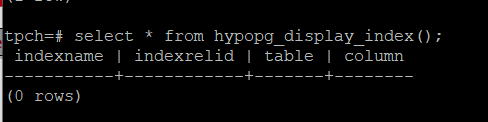 tpch=# select * from hypopg_display_index();
 indexname | indexrelid | table | column
-----------+------------+-------+--------
(0 rows)